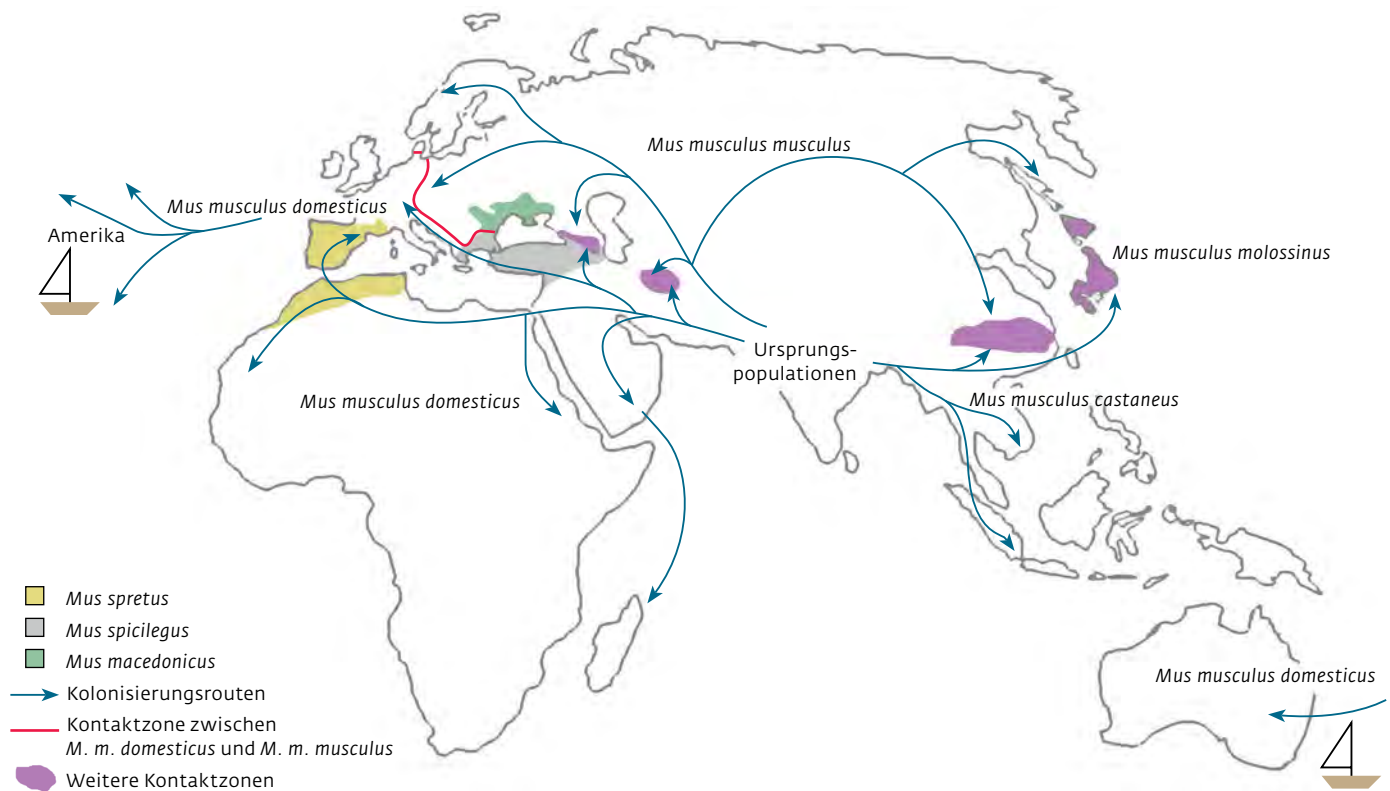 Mus musculus musculus
Mus musculus domesticus
Amerika
Mus musculus molossinus
Ursprungs-
populationen
Mus musculus domesticus
Mus musculus castaneus
Mus spretus
Mus spicilegus
Mus macedonicus
Kolonisierungsrouten
Kontaktzone zwischen
M. m. domesticus und M. m. musculus
Weitere Kontaktzonen
Mus musculus domesticus